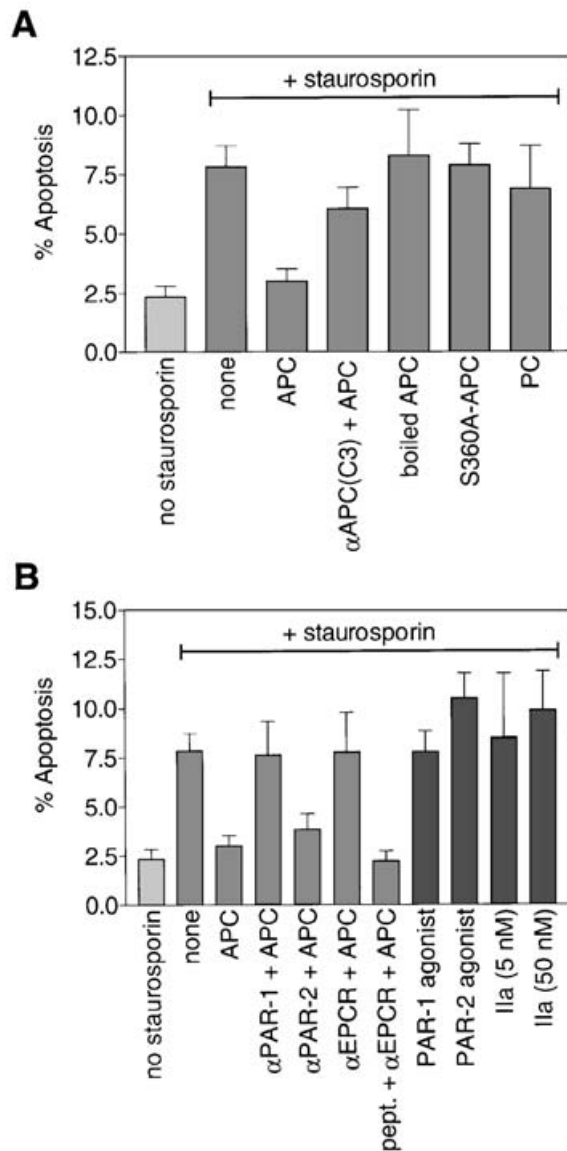 A
12.5
+ staurosporin
10.0
7.5
5.0
2.5
0.0
% Apoptosis
no staurosporin
none
APC
αAPC(C3) + APC
boiled APC
S360A-APC
PC
B
15.0
+ staurosporin
12.5
10.0
7.5
5.0
2.5
0.0
% Apoptosis
no staurosporin
none
APC
αPAR-1 + APC
αPAR-2 + APC
αEPCR + APC
pept. + αEPCR + APC
PAR-1 agonist
PAR-2 agonist
IIa (5 nM)
IIa (50 nM)